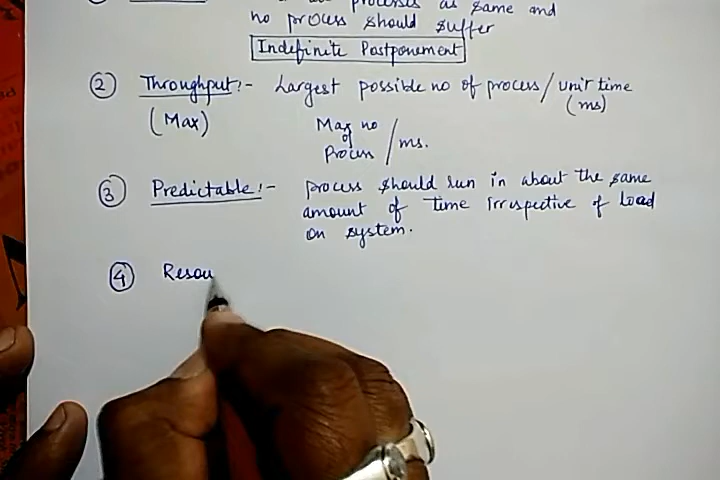 processes as same and
no process should suffer
Indefinite Postponement
② Throughput:- Largest possible no of process / unit time
(ms)
(Max) Max no of Process / ms.
③ Predictable:- process should run in about the same
amount of time irrispective of load
on system.
④ Resou